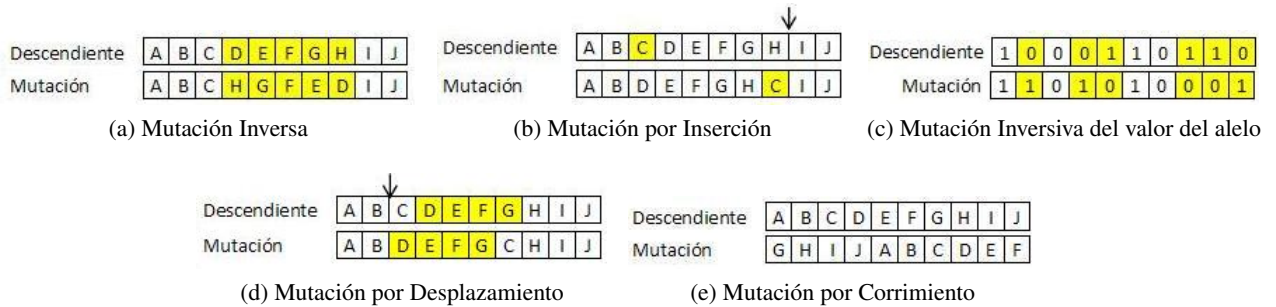 Descendiente A B C D E F G H I J
Mutación A B C H G F E D I J
(a) Mutación Inversa
Descendiente A B C D E F G H I J
Mutación A B D E F G H C I J
(b) Mutación por Inserción
Descendiente 1 0 0 0 1 1 0 1 1 0
Mutación 1 1 0 1 0 1 0 0 0 1
(c) Mutación Inversiva del valor del alelo
Descendiente A B C D E F G H I J
Mutación A B D E F G C H I J
(d) Mutación por Desplazamiento
Descendiente A B C D E F G H I J
Mutación G H I J A B C D E F
(e) Mutación por Corrimiento